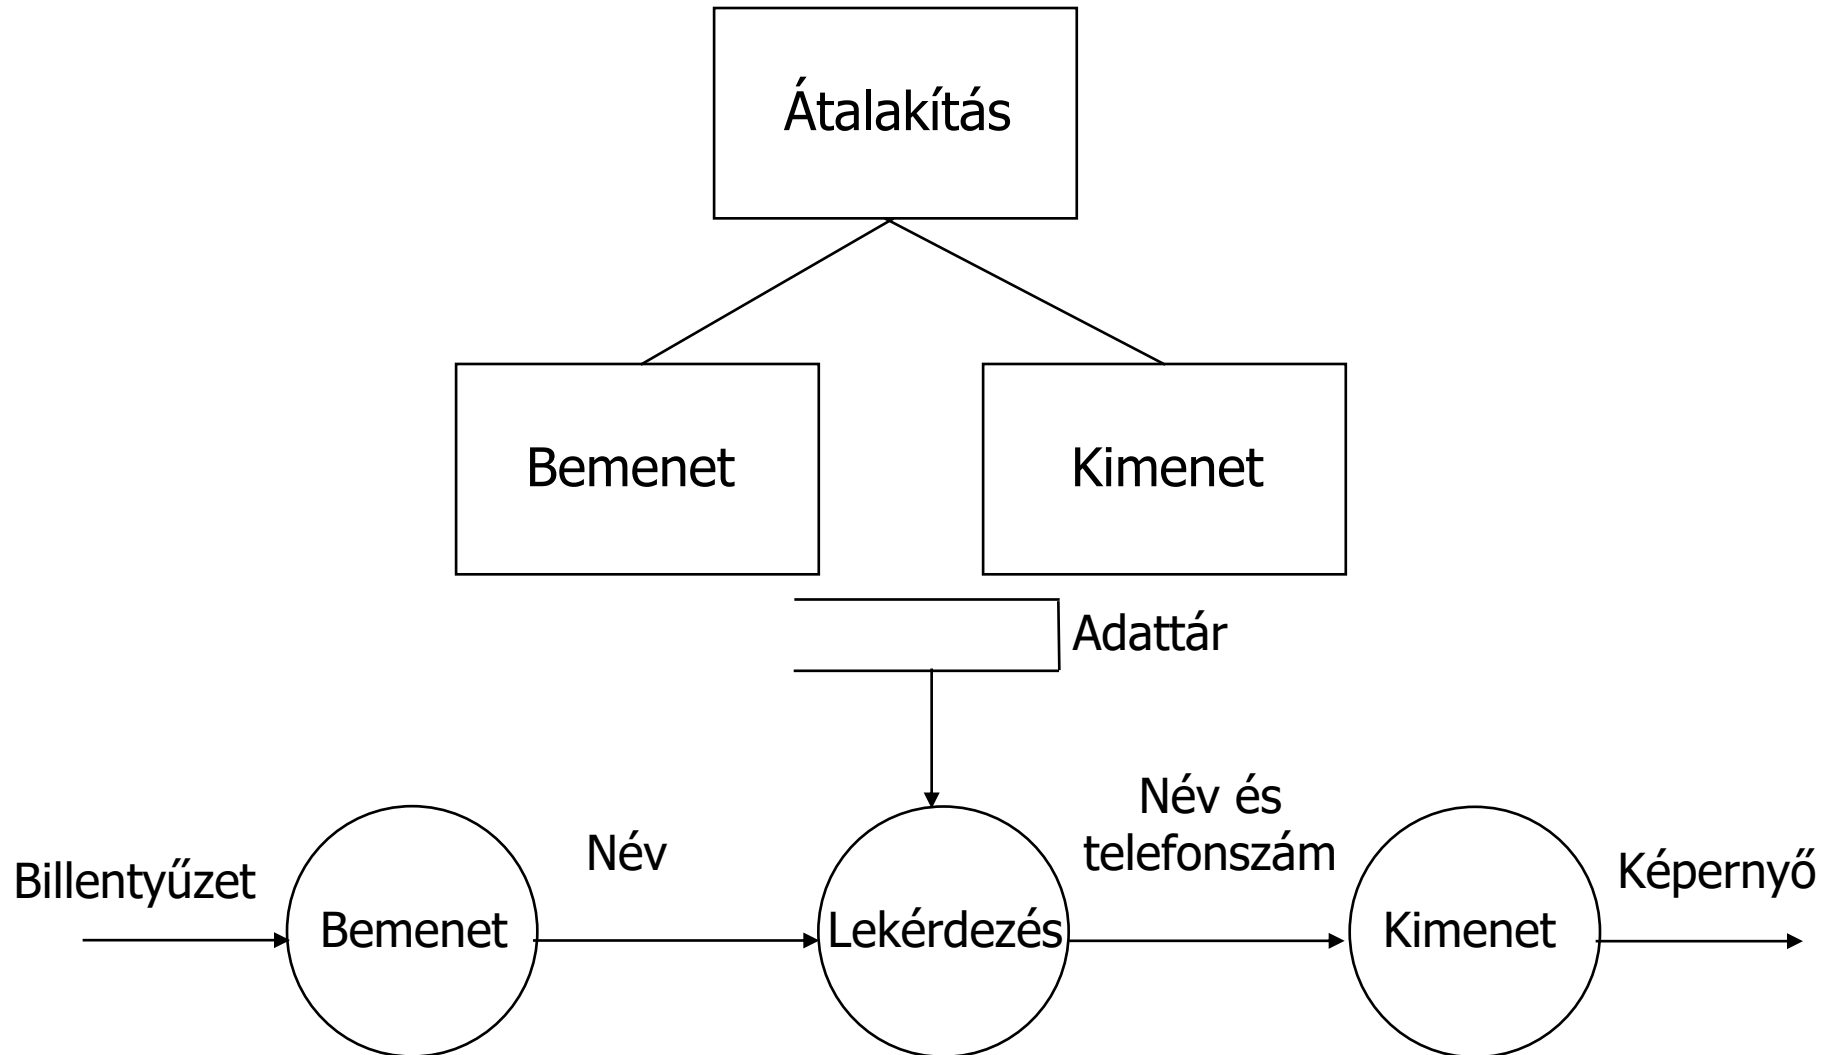 Átalakítás
Bemenet
Kimenet
Adattár
Név és
telefonszám
Név
Billentyűzet
Képernyő
Bemenet
Lekérdezés
Kimenet